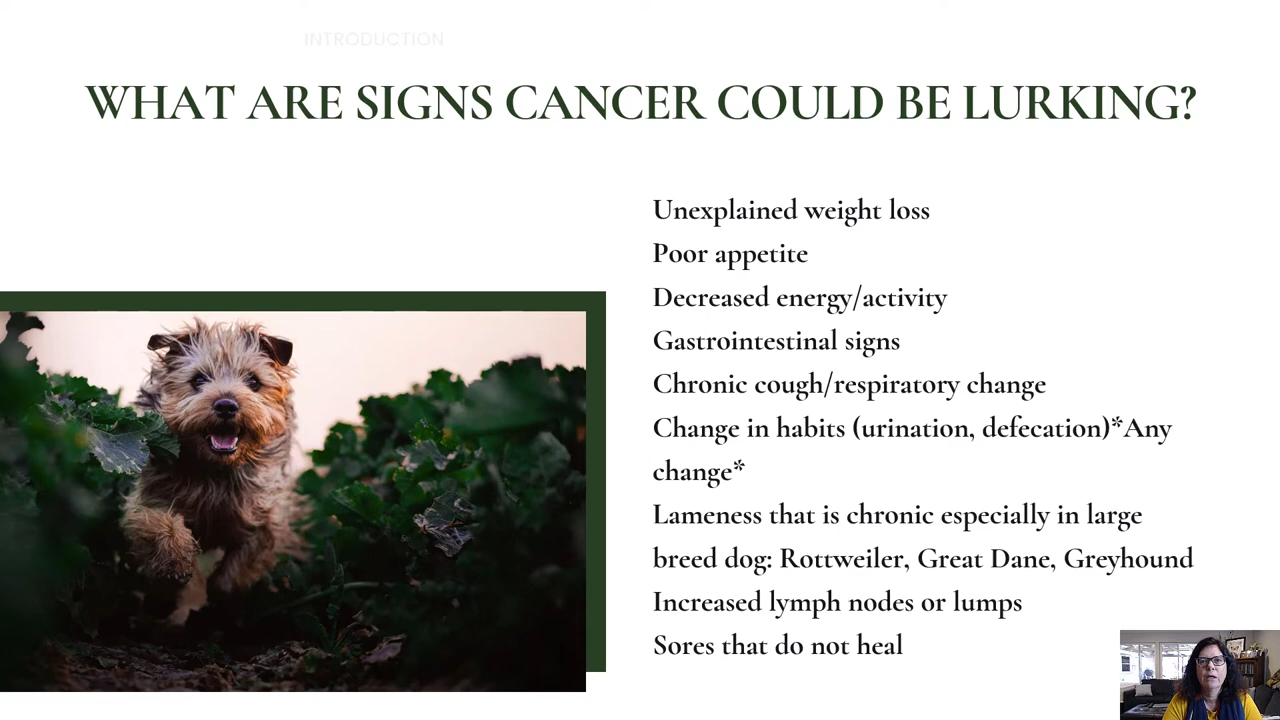 INTRODUCTION
WHAT ARE SIGNS CANCER COULD BE LURKING?
Unexplained weight loss
Poor appetite
Decreased energy/activity
Gastrointestinal signs
Chronic cough/respiratory change
Change in habits (urination, defecation)*Any
change*
Lameness that is chronic especially in large
breed dog: Rottweiler, Great Dane, Greyhound
Increased lymph nodes or lumps
Sores that do not heal